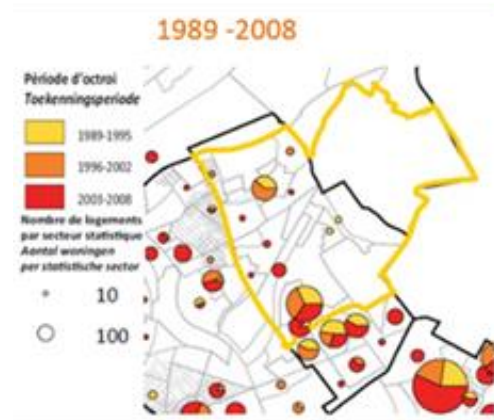 1989 -2008
Période d'octroi
Toekenningsperiode
1989-1995
1996-2002
2003-2008
Nombre de logements
par secteur statistique
Aantal woningen
per statistische sector
10
100